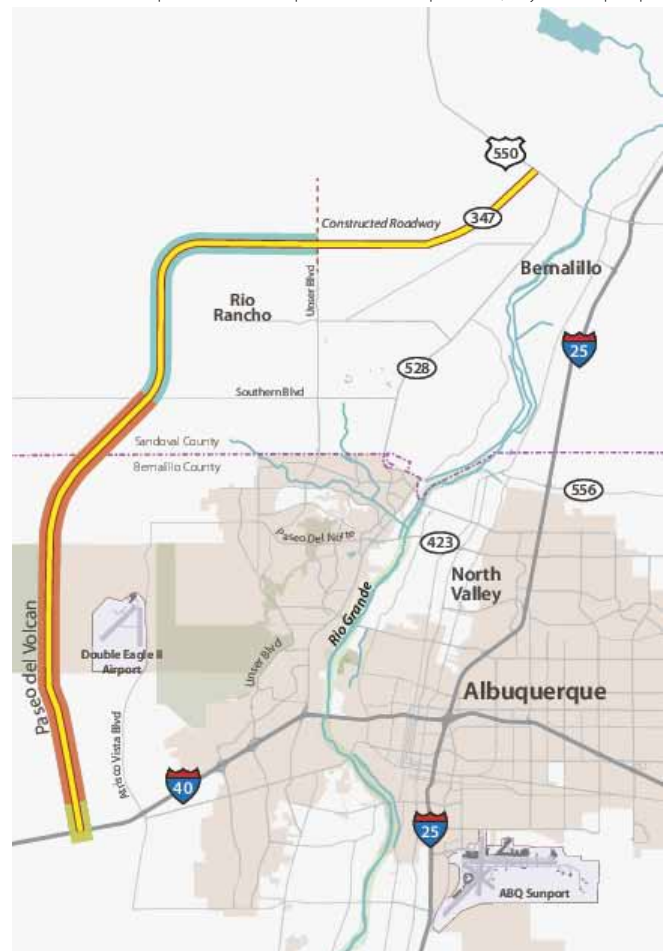 550
Constructed Roadway
347
Bernalillo
Unser Blvd
Rio
Rancho
25
528
Southern Blvd
Sandoval County
Bernalillo County
556
Paseo Del Norte
423
North
Valley
Rio Grande
Paseo del Volcan
Double Eagle II
Airport
Unser Blvd
Albuquerque
Atrisco Vista Blvd
40
25
ABQ Sunport